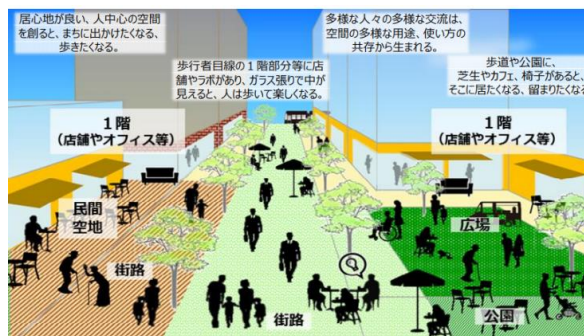 居心地が良い、人中心の空間
を創ると、まちに出かけたくなる、
歩きたくなる。
多様な人々の多様な交流は、
空間の多様な用途、使い方の
共存から生まれる。
歩行者目線の1階部分等に店
舗やラボがあり、ガラス張りで中が
見えると、人は歩いて楽しくなる。
歩道や公園に、
芝生やカフェ、椅子があると、
そこに居たくなる、留まりたくなる
1階
(店舗やオフィス等)
1階
(店舗やオフィス等)
民間
空地
広場
街路
街路
公園